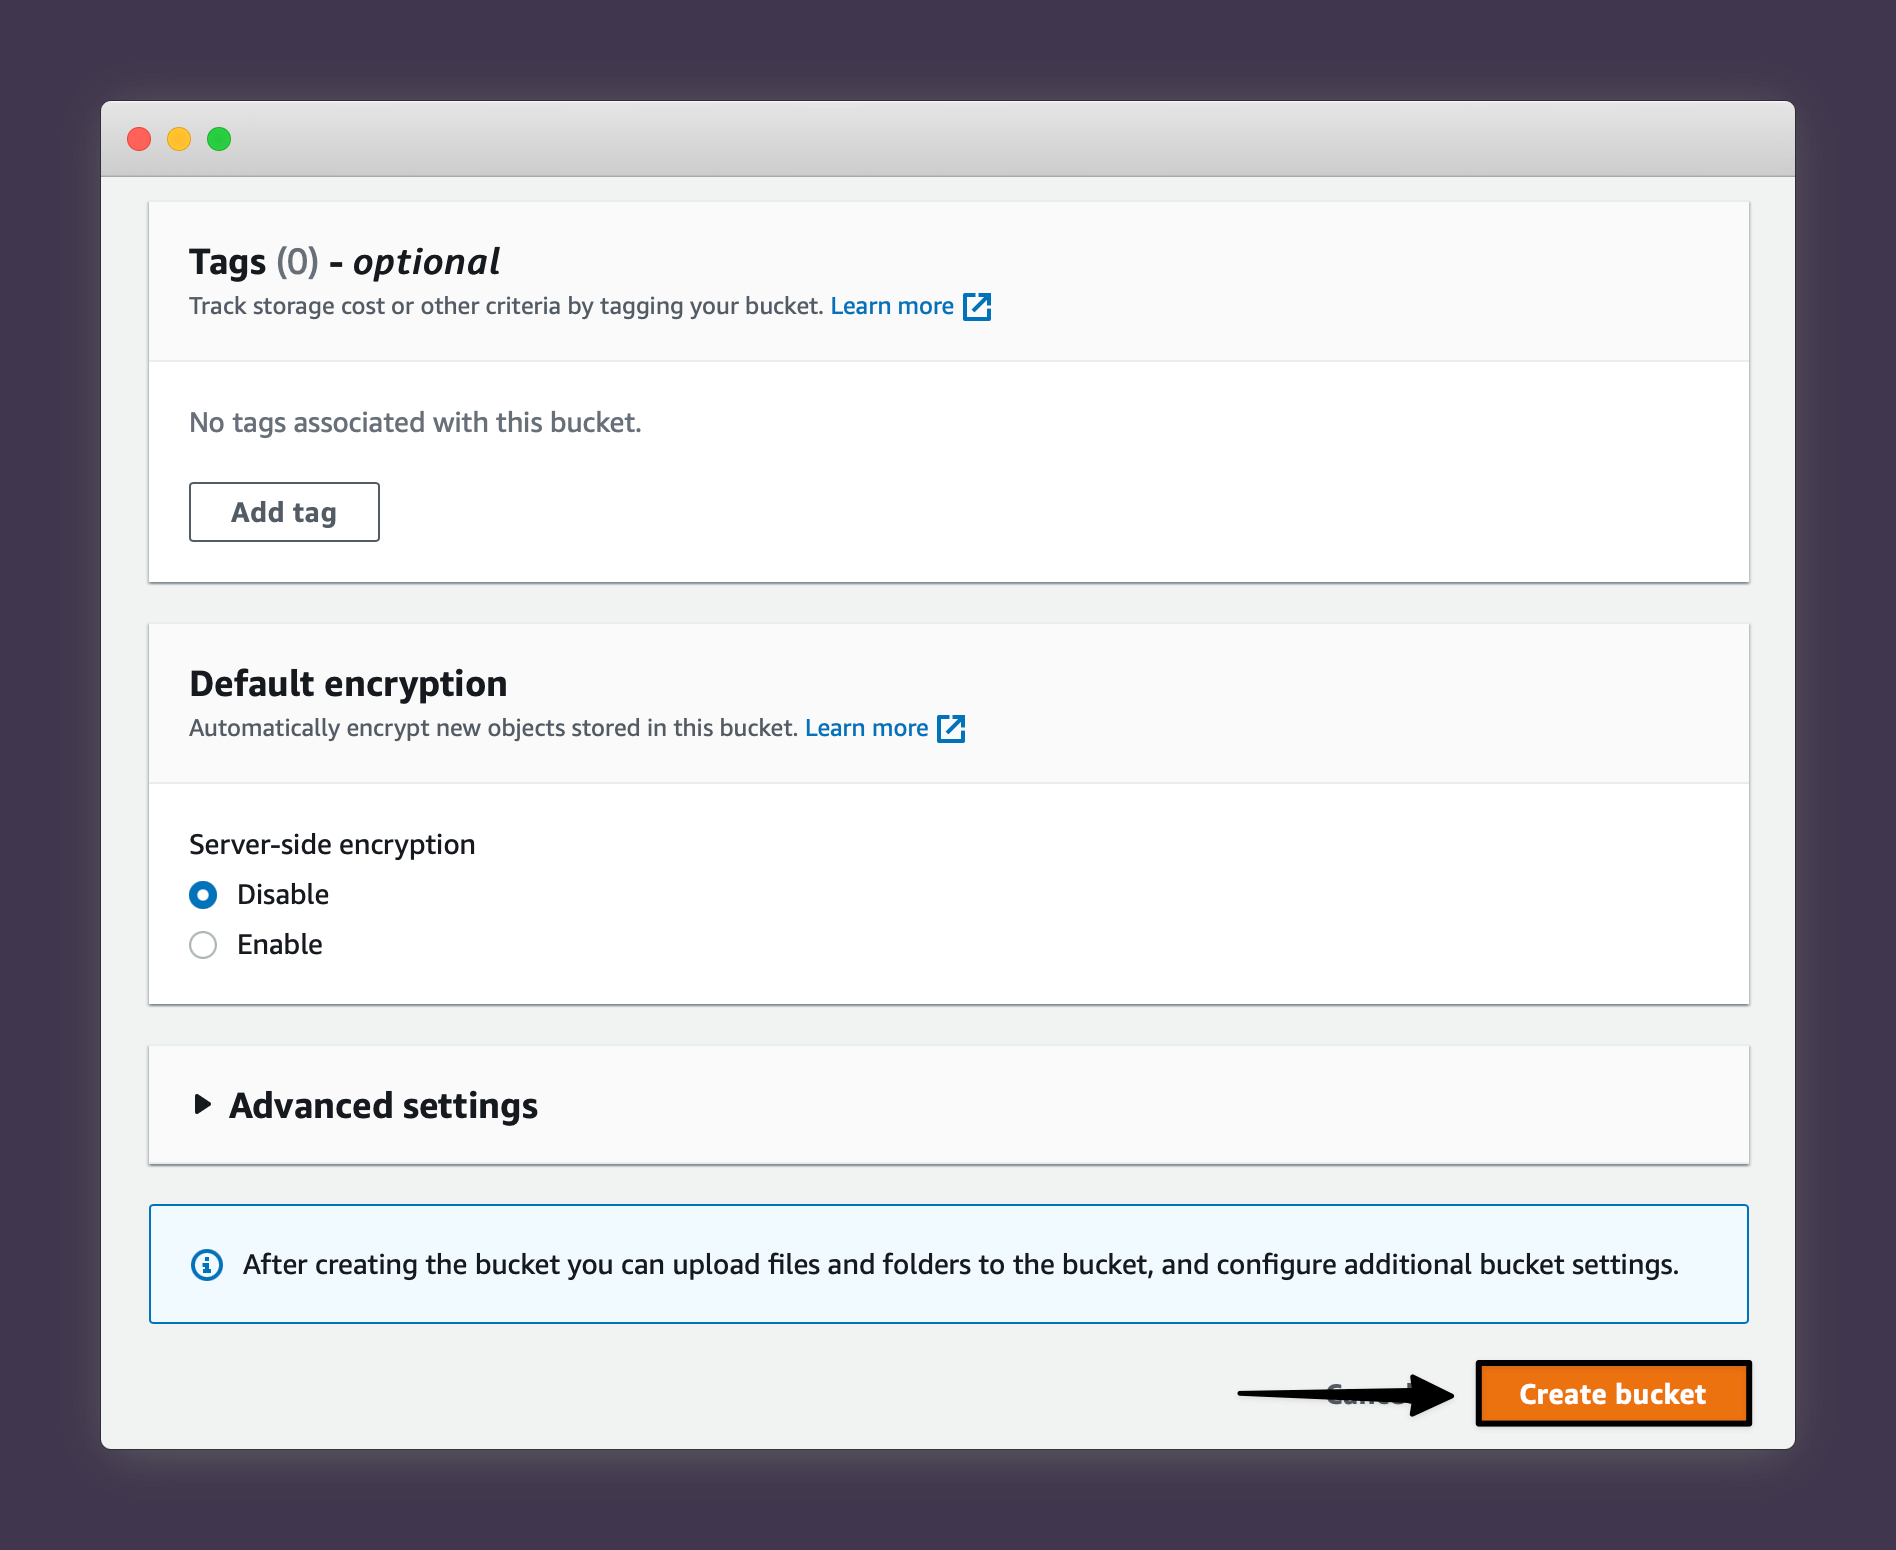 Tags (0) - optional
Track storage cost or other criteria by tagging your bucket. Learn more
No tags associated with this bucket.
Add tag
Default encryption
Automatically encrypt new objects stored in this bucket. Learn more
Server-side encryption
Disable
Enable
Advanced settings
After creating the bucket you can upload files and folders to the bucket, and configure additional bucket settings.
Create bucket